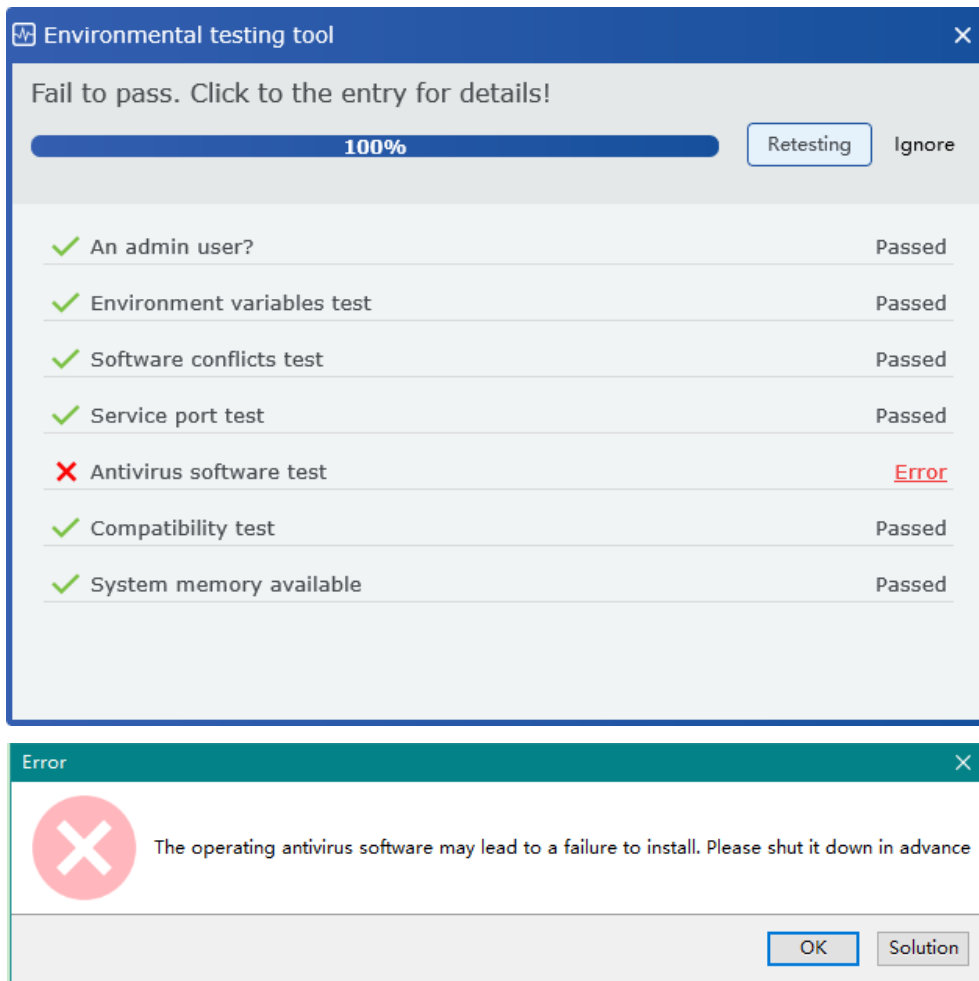 Environmental testing tool
Fail to pass. Click to the entry for details!
100% Retesting Ignore
An admin user? Passed
Environment variables test Passed
Software conflicts test Passed
Service port test Passed
Antivirus software test Error
Compatibility test Passed
System memory available Passed
Error
The operating antivirus software may lead to a failure to install. Please shut it down in advance
OK Solution